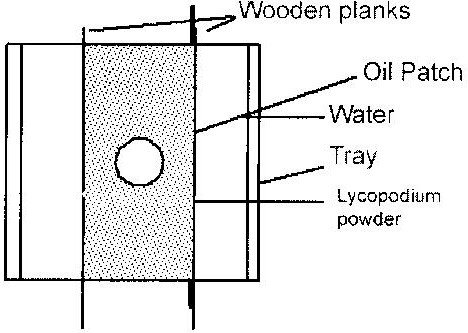 Wooden planks
Oil Patch
Water
Tray
Lycopodium
powder